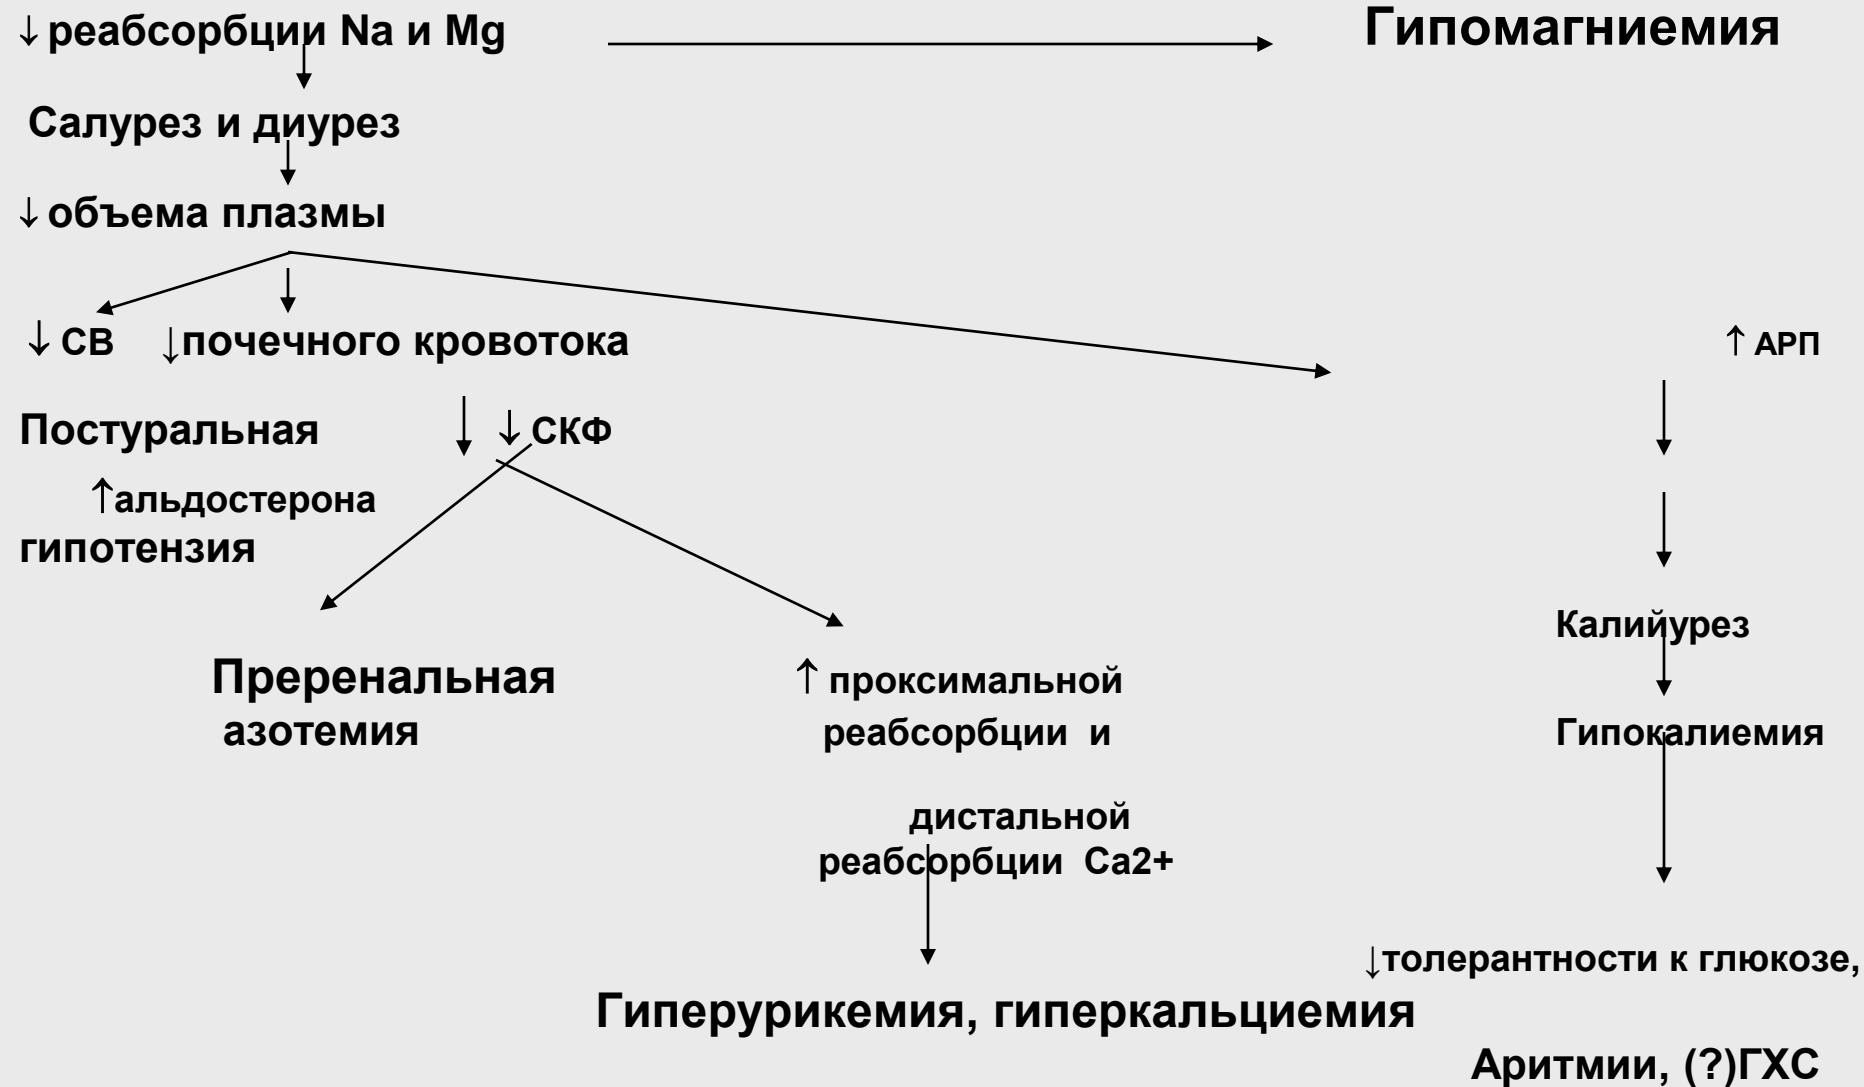 ↓ реабсорбции Na и Mg
Гипомагниемия
Салурез и диурез
↓ объема плазмы
↓ СВ ↓почечного кровотока
↑ АРП
Постуральная
↓ СКФ
↑альдостерона
гипотензия
Калийурез
Преренальная
↑ проксимальной
азотемия
реабсорбции и
Гипокалиемия
дистальной
реабсорбции Ca2+
↓толерантности к глюкозе,
Гиперурикемия, гиперкальциемия
Аритмии, (?)ГХС